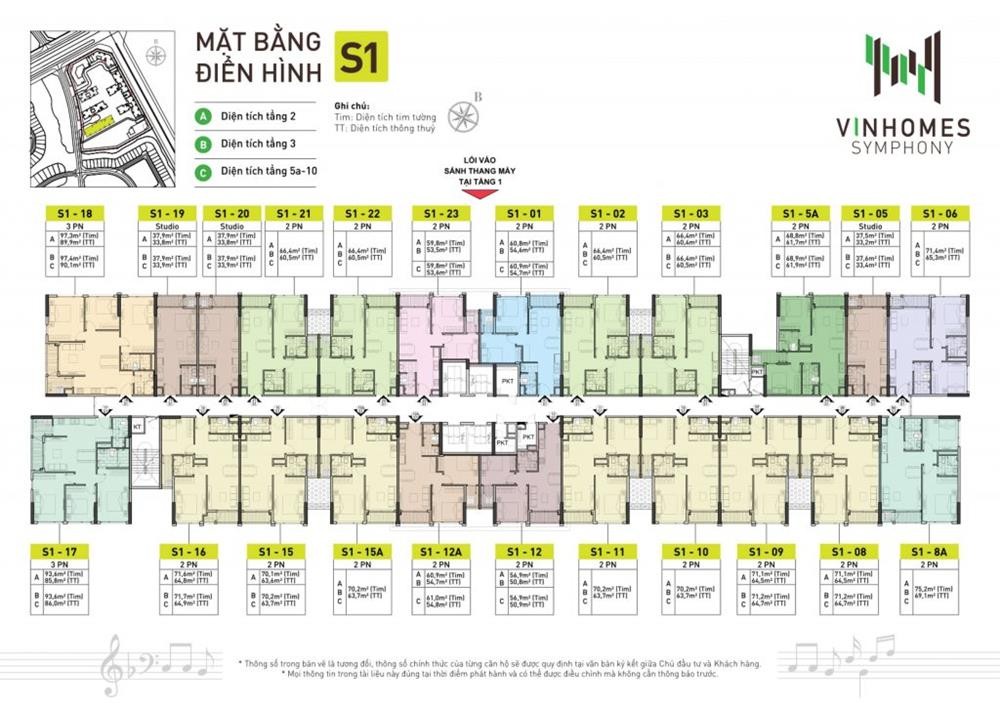 MẶT BẰNG
ĐIỂN HÌNH
S1
A Diện tích tầng 2
B Diện tích tầng 3
C Diện tích tầng 5a-10
Ghi chú:
Tim: Diện tích tim tường
TT: Diện tích thông thuỷ
B
VINHOMES
SYMPHONY
LỐI VÀO
SẢNH THANG MÁY
TẠI TẦNG 1
S1 - 18
3 PN
A 97,3m² (Tim)
89,9m² (TT)
B 97,4m² (Tim)
C 90,1m² (TT)
S1 - 19
Studio
A 37,9m² (Tim)
33,8m² (TT)
B 37,9m² (Tim)
C 33,9m² (TT)
S1 - 20
Studio
A 37,9m² (Tim)
33,8m² (TT)
B 37,9m² (Tim)
C 33,9m² (TT)
S1 - 21
2 PN
A
B 66,4m² (Tim)
C 60,5m² (TT)
S1 - 22
2 PN
A
B 66,4m² (Tim)
C 60,5m² (TT)
S1 - 23
2 PN
A 59,8m² (Tim)
B 53,5m² (TT)
C 59,8m² (Tim)
53,6m² (TT)
S1 - 01
2 PN
A 60,8m² (Tim)
B 54,6m² (TT)
C 60,9m² (Tim)
54,7m² (TT)
S1 - 02
2 PN
A
B 66,4m² (Tim)
C 60,5m² (TT)
S1 - 03
2 PN
A 66,4m² (Tim)
60,4m² (TT)
B 66,4m² (Tim)
C 60,5m² (TT)
S1 - 5A
2 PN
A 68,8m² (Tim)
61,7m² (TT)
B 68,9m² (Tim)
C 61,9m² (TT)
S1 - 05
Studio
A 37,5m² (Tim)
33,2m² (TT)
B 37,6m² (Tim)
C 33,4m² (TT)
S1 - 06
2 PN
A
B 71,4m² (Tim)
C 65,3m² (TT)
PKT
PKT
KT
PKT
PKT
S1 - 17
3 PN
A 93,6m² (Tim)
85,8m² (TT)
B 93,6m² (Tim)
C 86,0m² (TT)
S1 - 16
2 PN
A 71,6m² (Tim)
64,8m² (TT)
B 71,7m² (Tim)
C 64,9m² (TT)
S1 - 15
2 PN
A 70,1m² (Tim)
63,6m² (TT)
B 70,2m² (Tim)
C 63,7m² (TT)
S1 - 15A
2 PN
A
B 70,2m² (Tim)
C 63,7m² (TT)
S1 - 12A
2 PN
A 60,9m² (Tim)
B 54,7m² (TT)
C 61,0m² (Tim)
54,8m² (TT)
S1 - 12
2 PN
A 56,9m² (Tim)
B 50,8m² (TT)
C 56,9m² (Tim)
50,9m² (TT)
S1 - 11
2 PN
A
B 70,2m² (Tim)
C 63,7m² (TT)
S1 - 10
2 PN
A
B 70,2m² (Tim)
C 63,7m² (TT)
S1 - 09
2 PN
A 71,1m² (Tim)
64,5m² (TT)
B 71,2m² (Tim)
C 64,7m² (TT)
S1 - 08
2 PN
A 71,1m² (Tim)
64,5m² (TT)
B 71,2m² (Tim)
C 64,7m² (TT)
S1 - 8A
2 PN
A
B 75,2m² (Tim)
C 69,1m² (TT)
* Thông số trong bản vẽ là tương đối, thông số chính thức của từng căn hộ sẽ được quy định tại văn bản ký kết giữa Chủ đầu tư và Khách hàng.
* Mọi thông tin trong tài liệu này đúng tại thời điểm phát hành và có thể được điều chỉnh mà không cần thông báo trước.